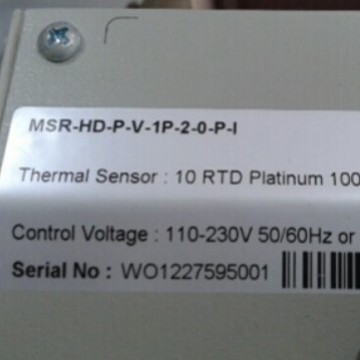 MSR-HD-P-V-1P-2-0-P-I
Thermal Sensor : 10 RTD Platinum 100
Control Voltage : 110-230V 50/60Hz or
Serial No : WO1227595001